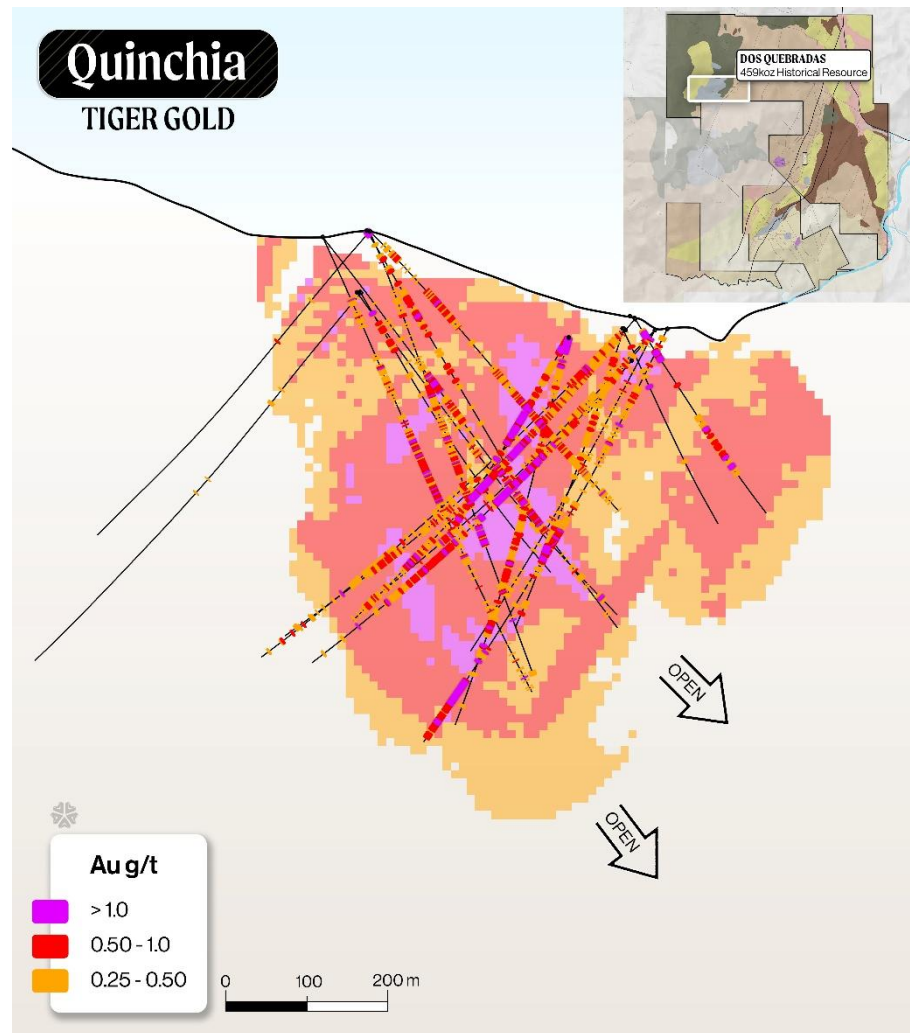 Quinchia
TIGER GOLD
DOS QUEBRADAS
459koz Historical Resource
OPEN
OPEN
Au g/t
> 1.0
0.50 - 1.0
0.25 - 0.50
0 100 200 m